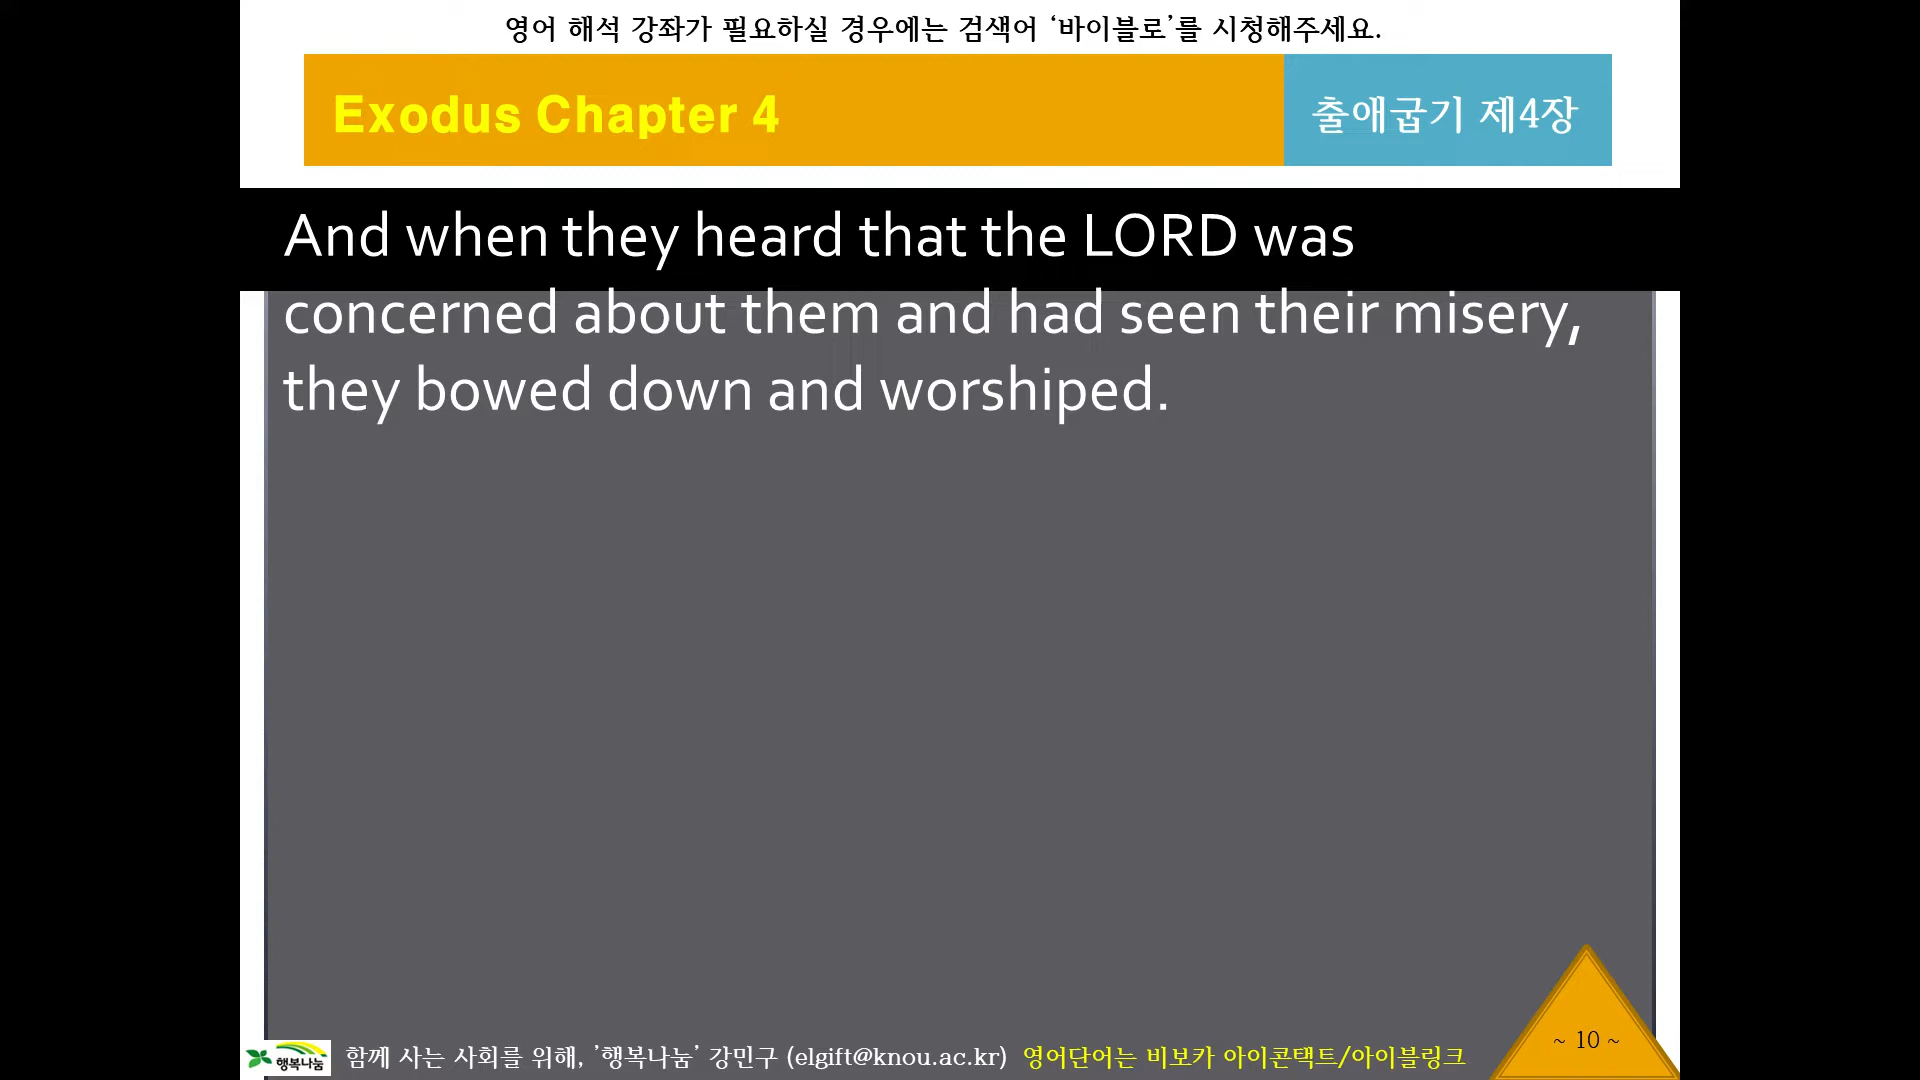 영어 해석 강좌가 필요하실 경우에는 검색어 ‘바이블로’를 시청해주세요.
Exodus Chapter 4
출애굽기 제4장
And when they heard that the LORD was
concerned about them and had seen their misery,
they bowed down and worshiped.
~ 10 ~
행복나눔
함께 사는 사회를 위해, ’행복나눔’ 강민구 (elgift@knou.ac.kr) 영어단어는 비보카 아이콘택트/아이블링크